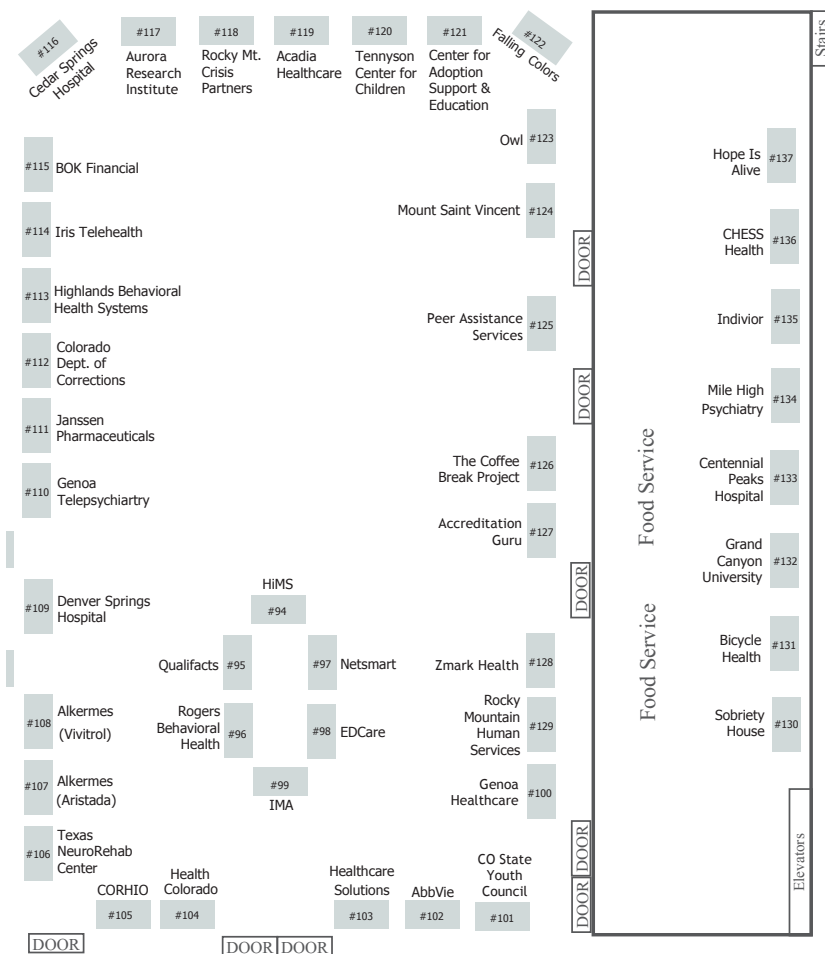 #116
Cedar Springs
Hospital
#117
Aurora
Research
Institute
#118
Rocky Mt.
Crisis
Partners
#119
Acadia
Healthcare
#120
Tennyson
Center for
Children
#121
Center for
Adoption
Support &
Education
#122
Falling Colors
Stairs
Owl #123
Mount Saint Vincent #124
DOOR
Peer Assistance
Services
#125
DOOR
The Coffee
Break Project
#126
Accreditation
Guru
#127
DOOR
Zmark Health #128
Rocky
Mountain
Human
Services
#129
Genoa
Healthcare
#100
DOOR
DOOR
#115 BOK Financial
#114 Iris Telehealth
#113
Highlands Behavioral
Health Systems
#112
Colorado
Dept. of
Corrections
#111
Janssen
Pharmaceuticals
#110
Genoa
Telepsychiartry
#109
Denver Springs
Hospital
#108
Alkermes
(Vivitrol)
#107
Alkermes
(Aristada)
#106
Texas
NeuroRehab
Center
HiMS
#94
Qualifacts #95
#97 Netsmart
Rogers
Behavioral
Health
#96
#98 EDCare
#99
IMA
CORHIO
#105
Health
Colorado
#104
Healthcare
Solutions
#103
AbbVie
#102
CO State
Youth
Council
#101
DOOR
DOOR DOOR
Food Service
Food Service
Hope Is
Alive
#137
CHESS
Health
#136
Indivior #135
Mile High
Psychiatry
#134
Centennial
Peaks
Hospital
#133
Grand
Canyon
University
#132
Bicycle
Health
#131
Sobriety
House
#130
Elevators